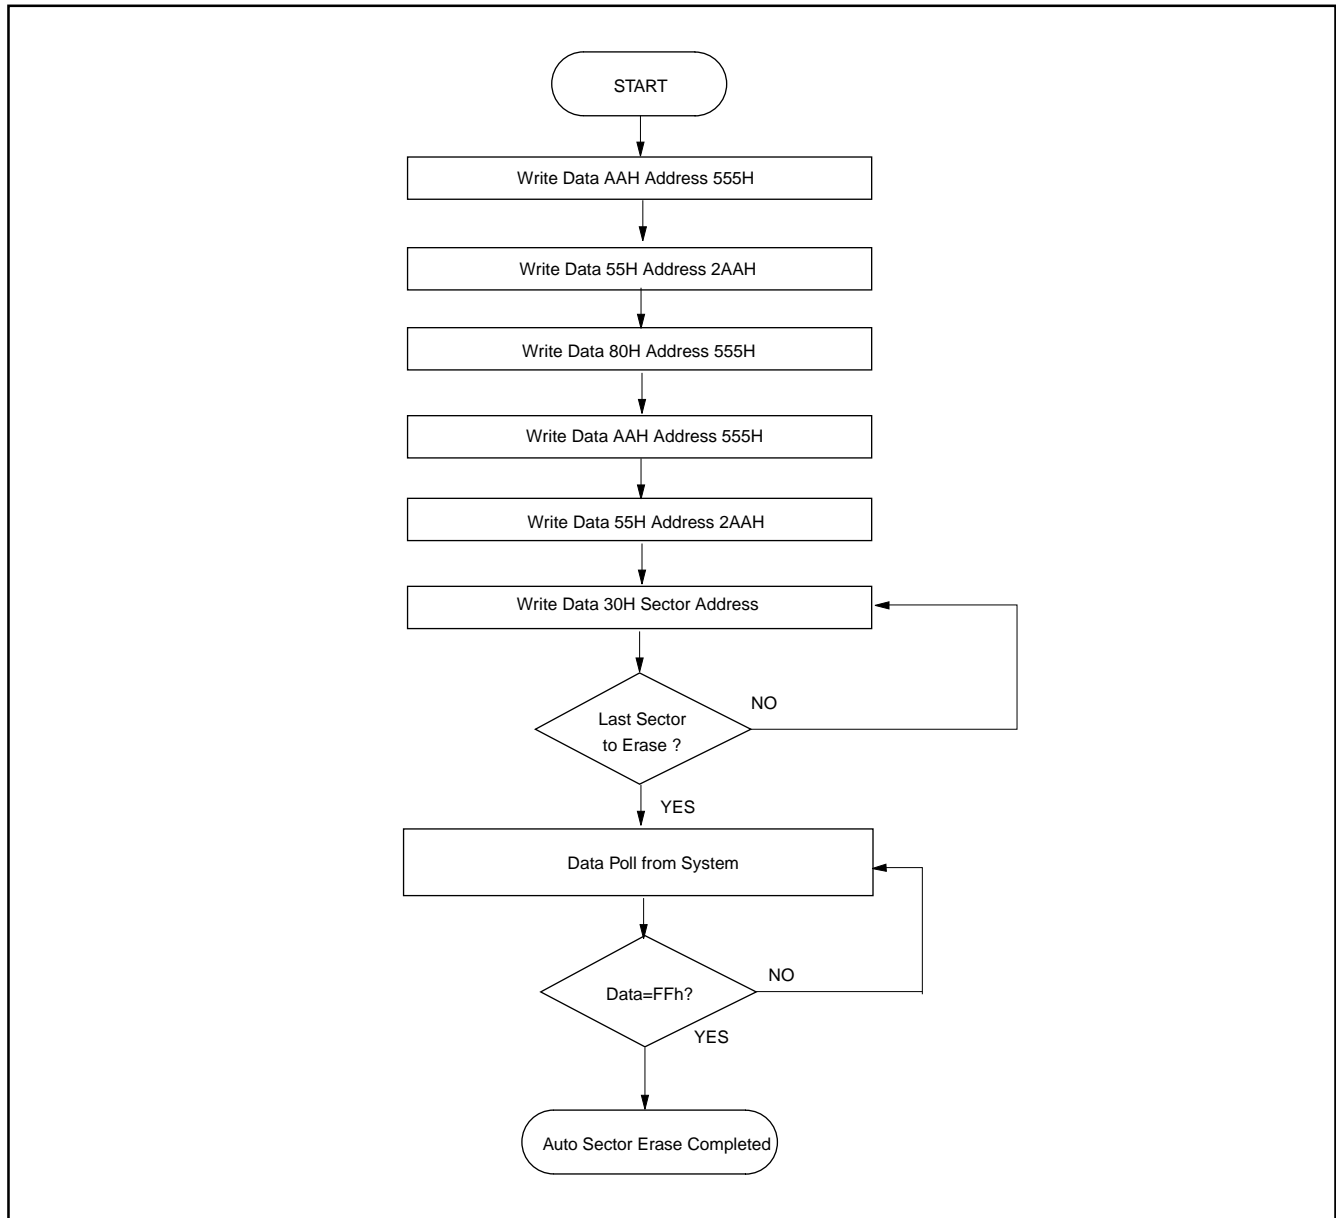 START
Write Data AAH Address 555H
Write Data 55H Address 2AAH
Write Data 80H Address 555H
Write Data AAH Address 555H
Write Data 55H Address 2AAH
Write Data 30H Sector Address
NO
Last Sector
to Erase ?
YES
Data Poll from System
NO
Data=FFh?
YES
Auto Sector Erase Completed